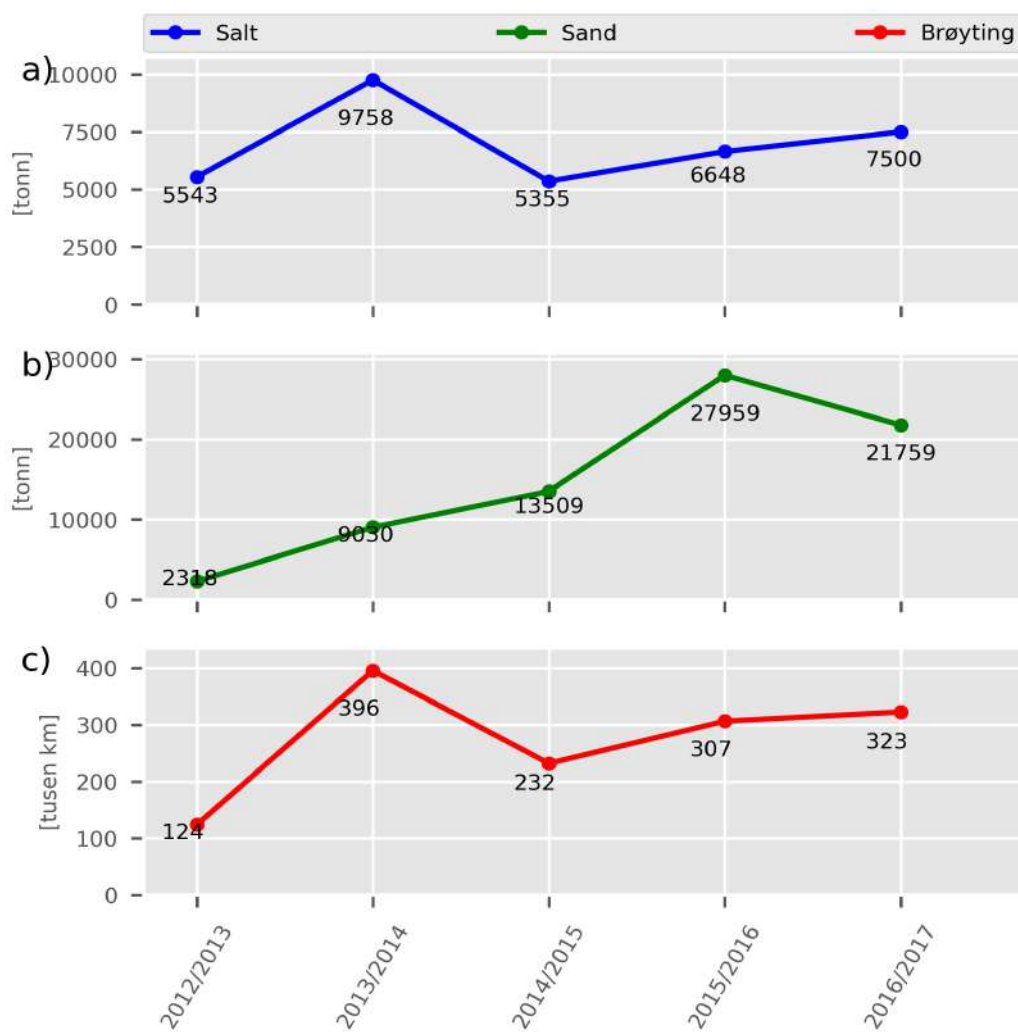 Salt Sand Brøyting
a)
10000
7500
5000
2500
0
[tonn]
5543 9758 5355 6648 7500
b)
30000
20000
10000
0
[tonn]
2318 9030 13509 27959 21759
c)
400
300
200
100
0
[tusen km]
124 396 232 307 323
2012/2013 2013/2014 2014/2015 2015/2016 2016/2017